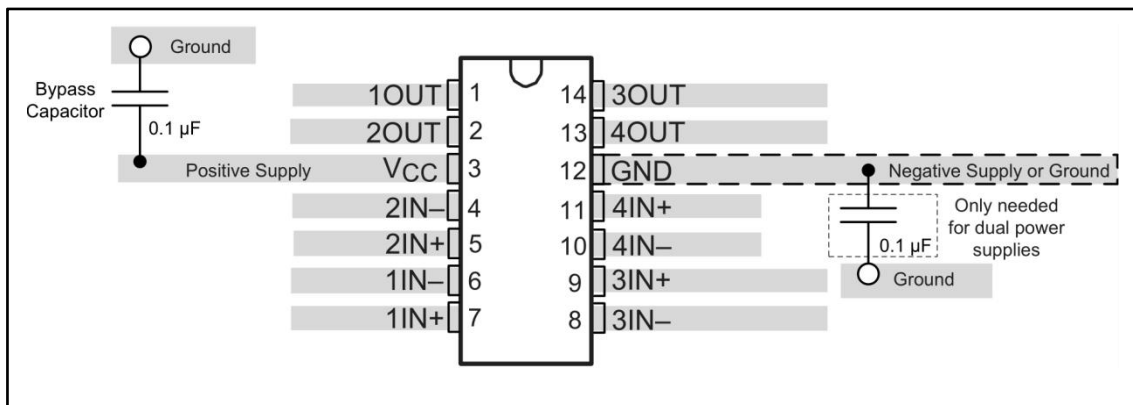 Ground
Bypass
Capacitor
0.1 µF
Positive Supply
1OUT 1
2OUT 2
VCC 3
2IN– 4
2IN+ 5
1IN– 6
1IN+ 7
14 3OUT
13 4OUT
12 GND
11 4IN+
10 4IN–
9 3IN+
8 3IN–
Negative Supply or Ground
Only needed
for dual power
supplies
0.1 µF
Ground